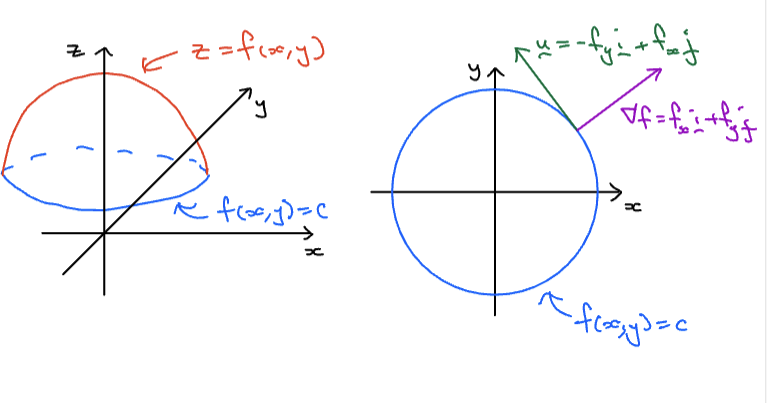 z
z = f(x,y)
y
f(x,y) = c
x
u = -f_y i + f_x j
y
∇f = f_x i + f_y j
x
f(x,y) = c